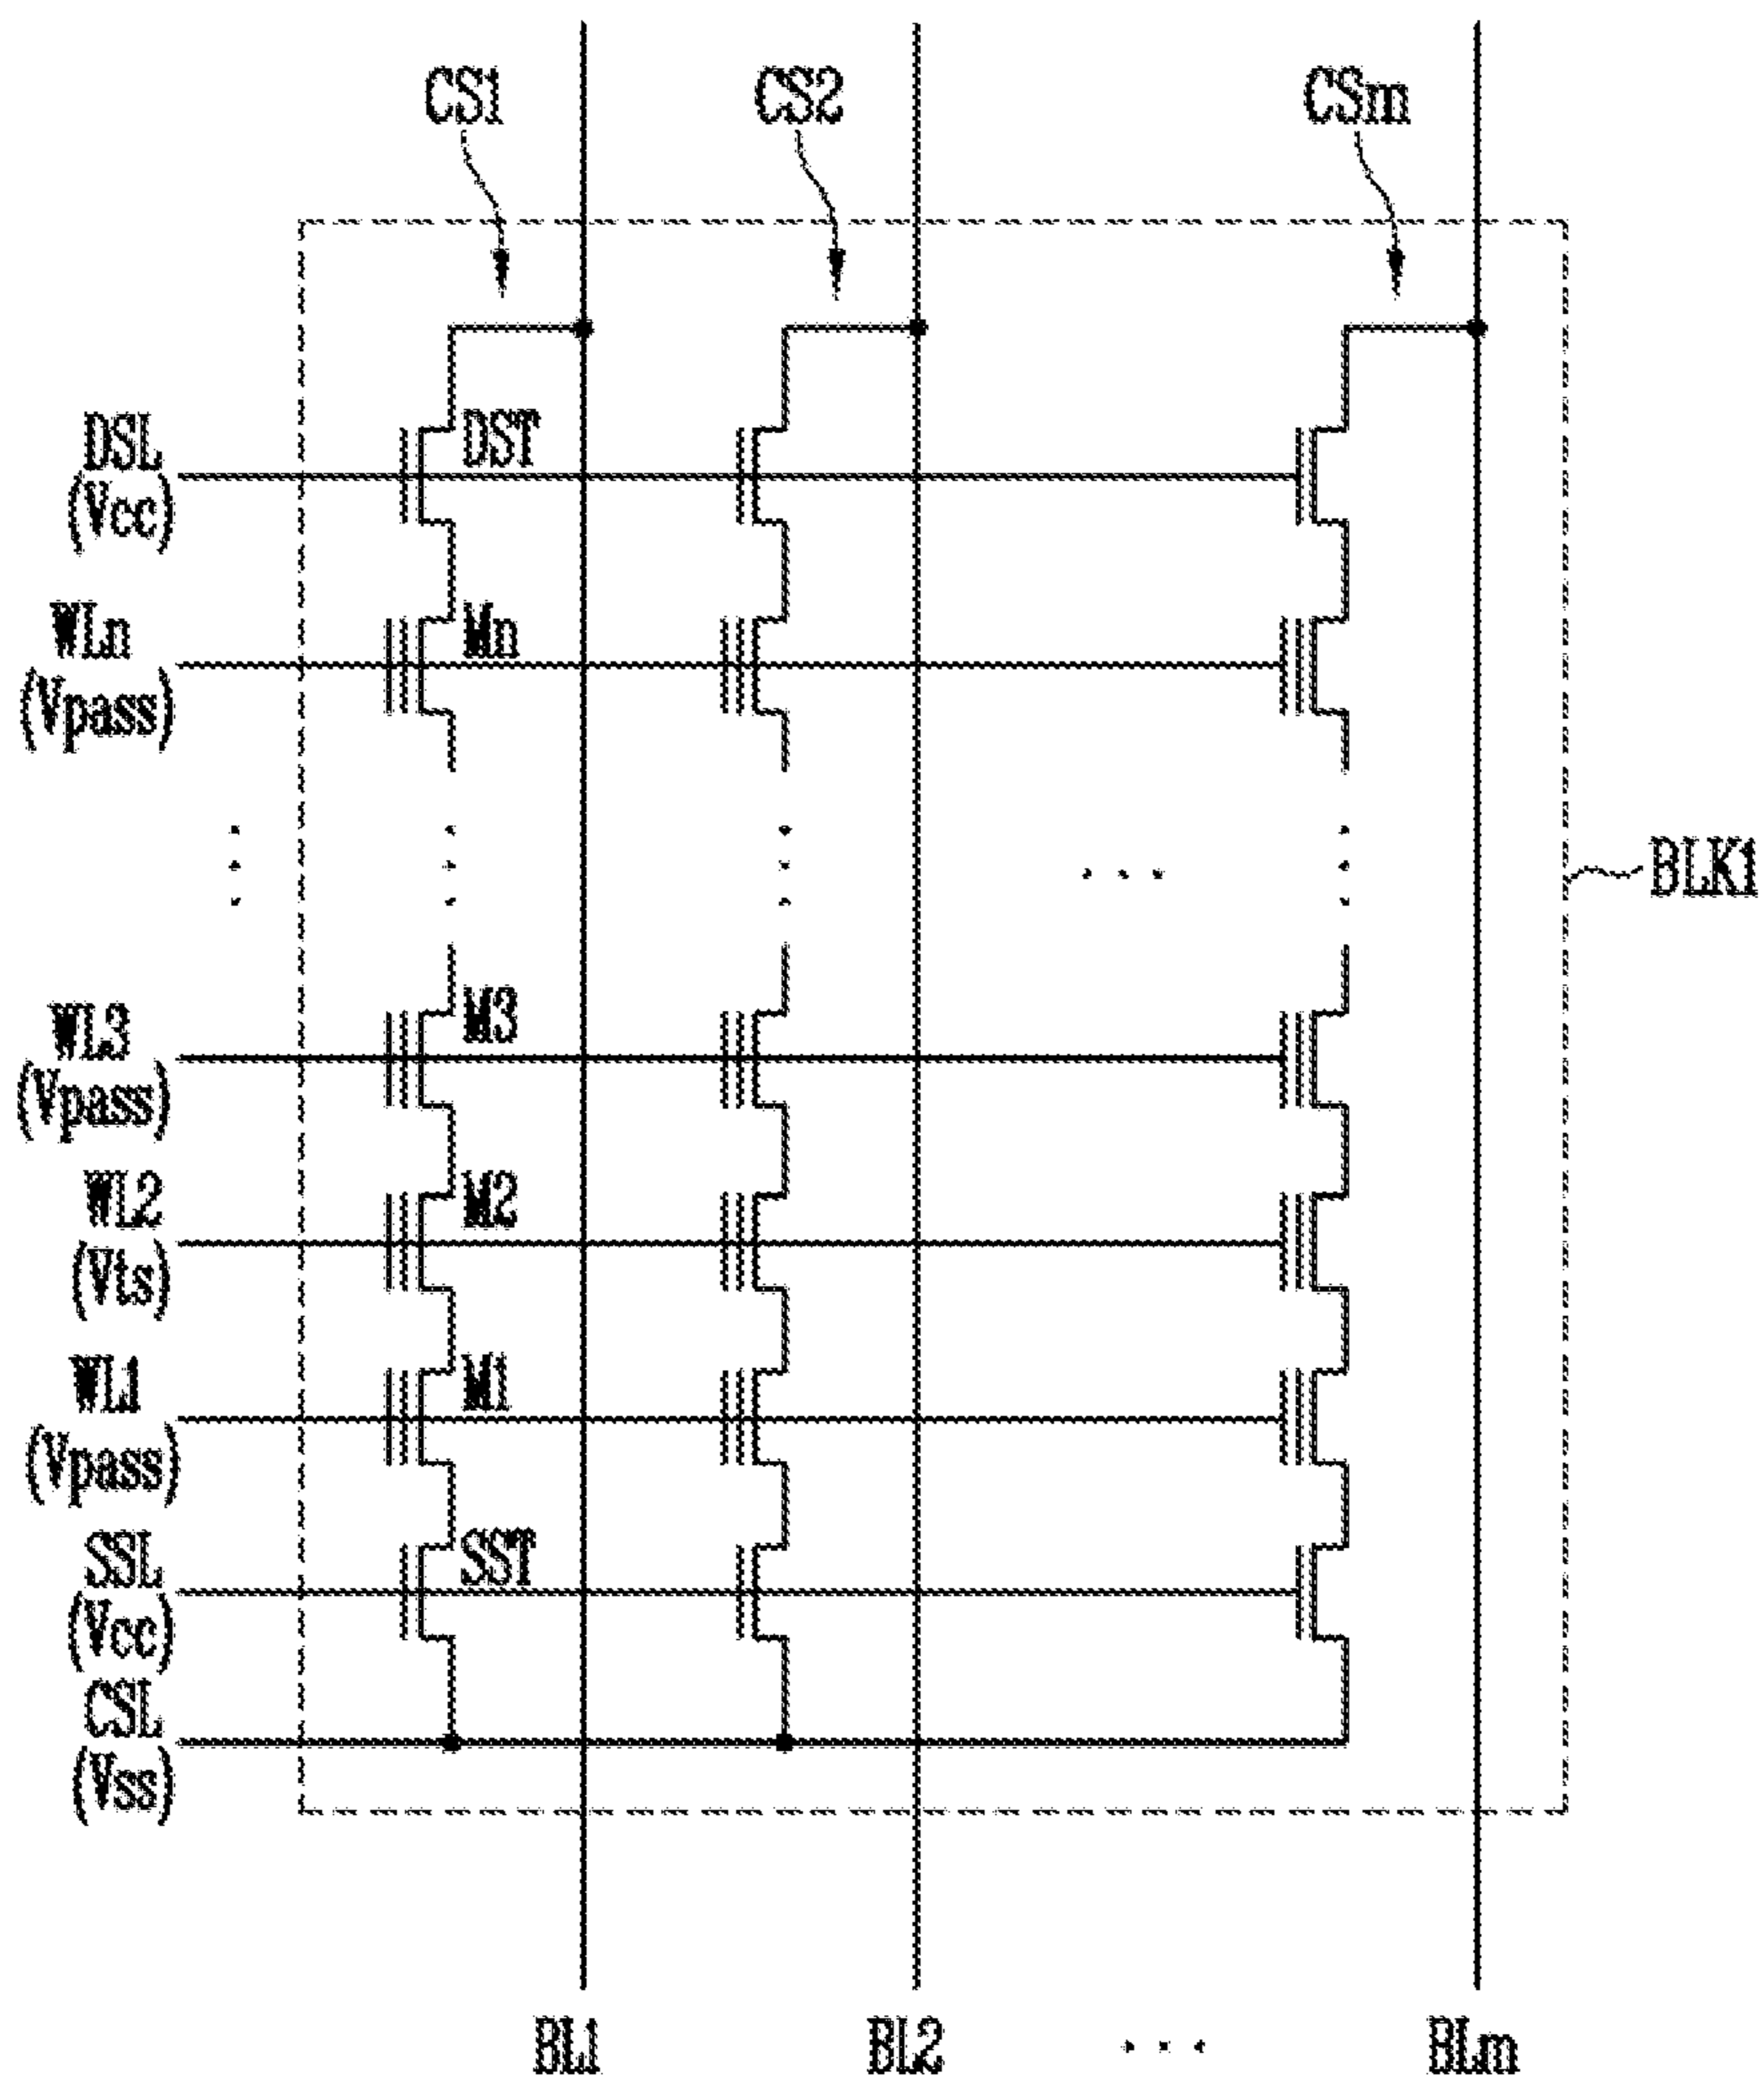 CS1 CS2 CSm
DSL DST
(Vcc)
WLn Mn
(Vpass)
BLK1
WL3 M3
(Vpass)
WL2 M2
(Vts)
WL1 M1
(Vpass)
SSL SST
(Vcc)
CSL
(Vss)
BL1 BL2 ... BLm